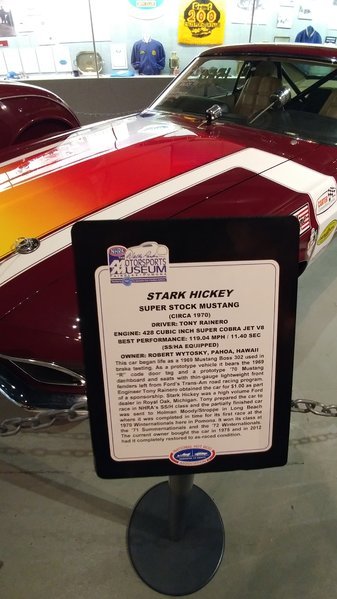 200
NHRA
MOTORSPORTS
MUSEUM
STARK HICKEY
SUPER STOCK MUSTANG
(CIRCA 1970)
DRIVER: TONY RAINERO
ENGINE: 428 CUBIC INCH SUPER COBRA JET V8
BEST PERFORMANCE: 119.04 MPH / 11.40 SEC
(SS/HA EQUIPPED)
OWNER: ROBERT WYTOSKY, PAHOA, HAWAII
This car began life as a 1969 Mustang Boss 302 used in
brake testing. As a prototype vehicle it bears the 1969
"R" code door tag and a prototype '70 Mustang
dashboard and seats with thin-gauge lightweight front
fenders left from Ford's Trans-Am road racing program.
Engineer Tony Rainero obtained the car for $1.00 as part
of a sponsorship. Stark Hickey was a high volume Ford
dealer in Royal Oak, Michigan. Tony prepared the car to
race in NHRA's SS/H class and the partially finished car
was sent to Holman Moody/Stroppe in Long Beach
where it was completed in time for its first race at the
1970 Winternationals here in Pomona. It won its class at
the '71 Summernationals and the '72 Winternationals.
The current owner bought the car in 1978 and in 2012
had it completely restored to as-raced condition.